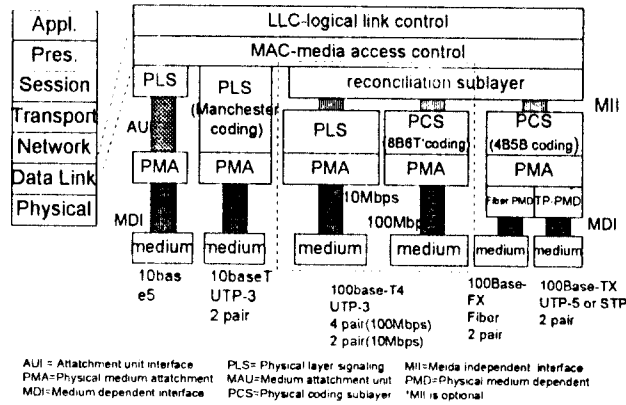 Appl.
Pres.
Session
Transport
Network
Data Link
Physical
LLC-logical link control
MAC-media access control
PLS
PLS
(Manchester
coding)
reconciliation sublayer
MII
AUI
PLS
PCS
(8B6T coding)
PCS
(4B5B coding)
PMA
PMA
PMA
PMA
PMA
10Mbps
100Mbp
Fiber PMD
TP-PMD
MDI
MDI
medium
medium
medium
medium
medium
medium
10bas
e5
10baseT
UTP-3
2 pair
100base-T4
UTP-3
4 pair(100Mbps)
2 pair(10Mbps)
100Base-
FX
Fiber
2 pair
100Base-TX
UTP-5 or STP
2 pair
AUI = Attatchment unit interface
PLS= Physical layer signaling
MII=Meida independent interface
PMA=Physical medium attatchment
MAU=Medium attatchment unit
PMD=Physical medium dependent
MDI=Medium dependent interface
PCS=Physical coding sublayer
*MII is optional